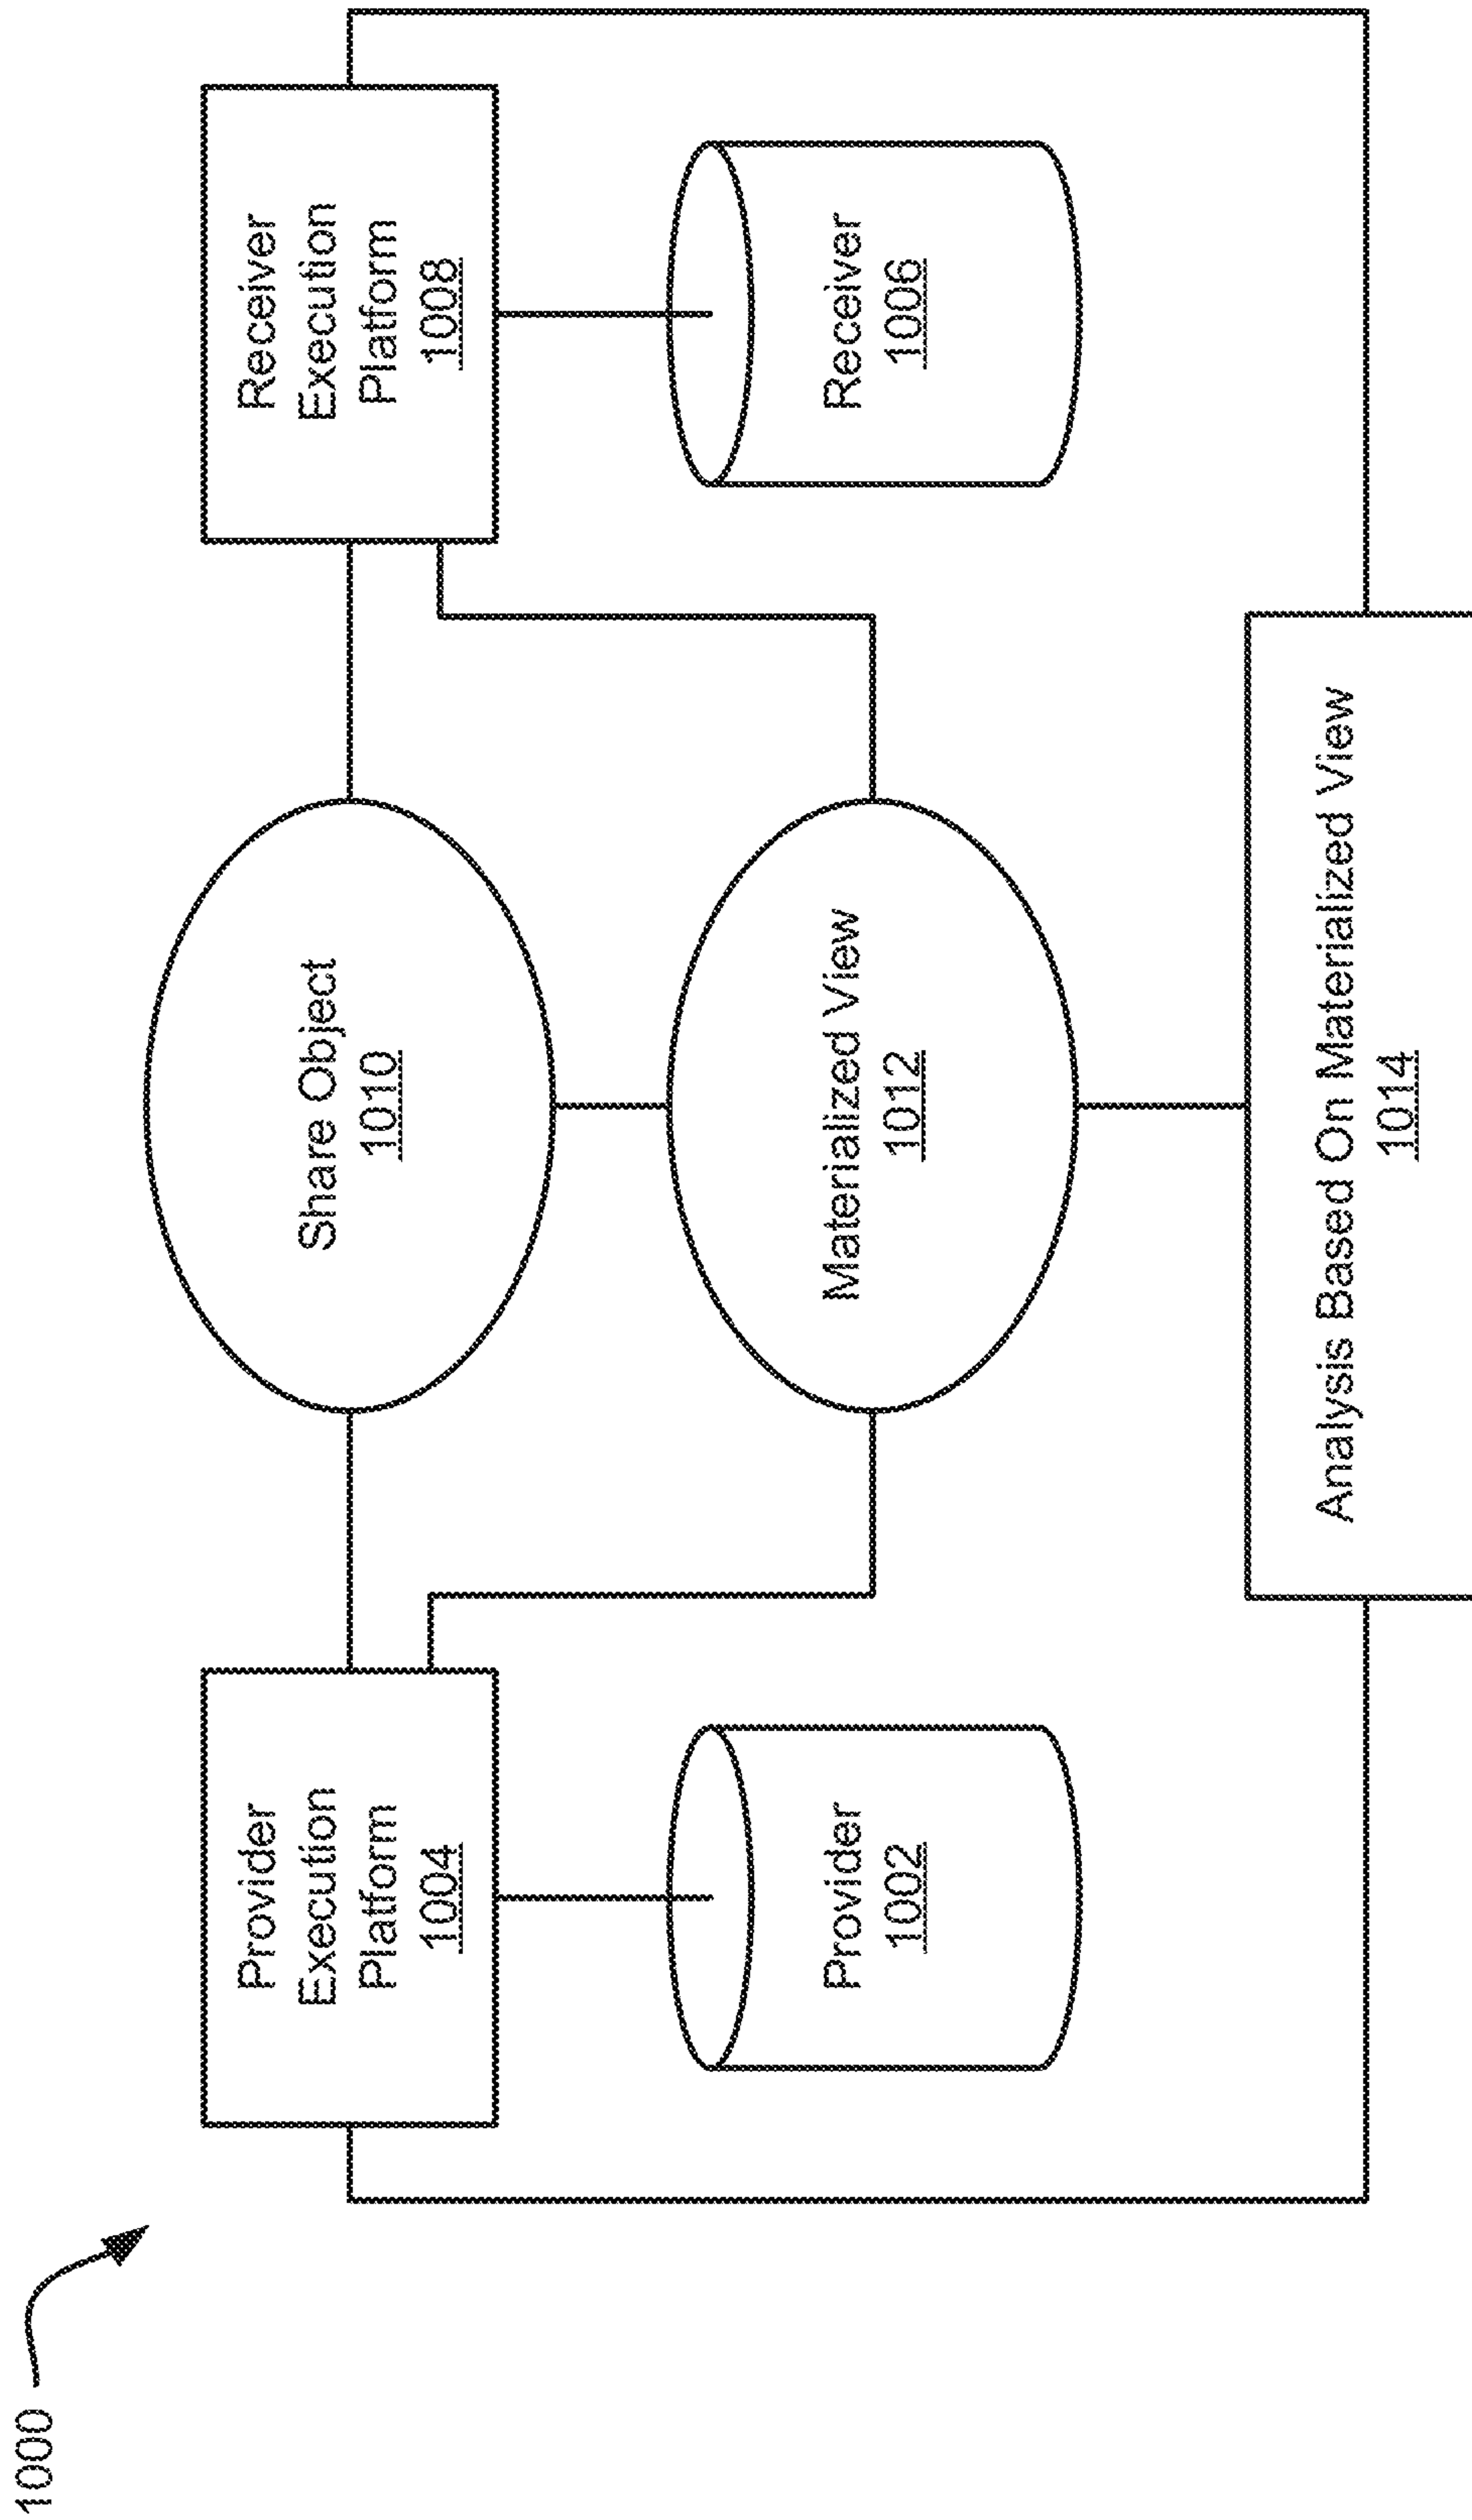 1000
Provider
Execution
Platform
1004
Share Object
1010
Receiver
Execution
Platform
1008
Provider
1002
Materialized View
1012
Receiver
1006
Analysis Based On Materialized View
1014